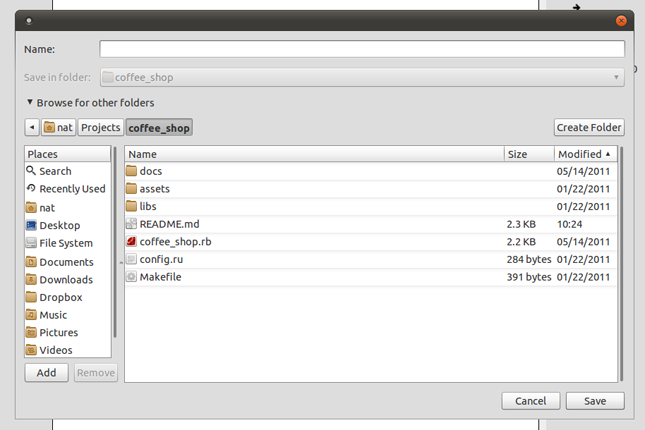 Name:
Save in folder: coffee_shop
Browse for other folders
nat Projects coffee_shop Create Folder
Places Name Size Modified
Search docs 05/14/2011
Recently Used assets 01/22/2011
nat libs 01/22/2011
Desktop README.md 2.3 KB 10:24
File System coffee_shop.rb 2.2 KB 05/14/2011
Documents config.ru 284 bytes 01/22/2011
Downloads Makefile 391 bytes 01/22/2011
Dropbox
Music
Pictures
Videos
Add Remove
Cancel Save